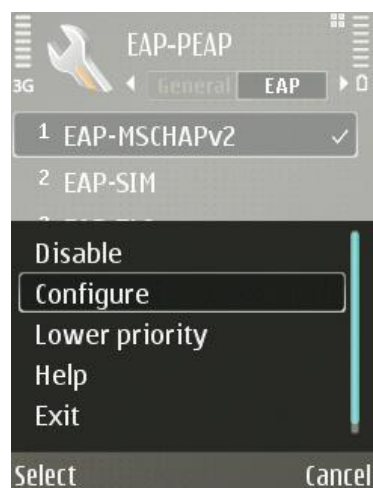 EAP-PEAP
3G
General EAP
1 EAP-MSCHAPv2
2 EAP-SIM
Disable
Configure
Lower priority
Help
Exit
Select Cancel